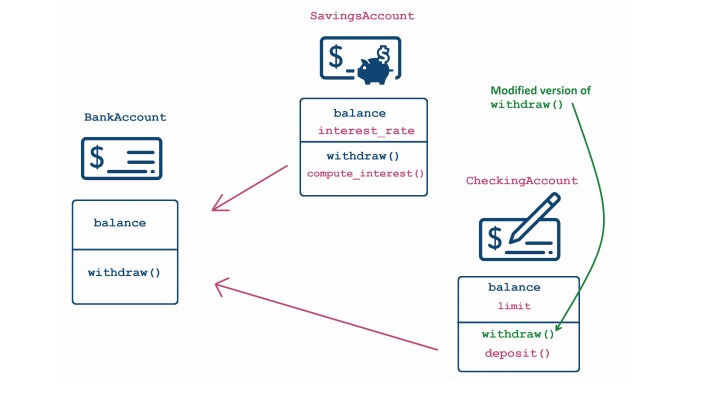 SavingsAccount
$
$
balance
interest_rate
withdraw()
compute_interest()
BankAccount
$
balance
withdraw()
Modified version of
withdraw()
CheckingAccount
$
balance
limit
withdraw()
deposit()